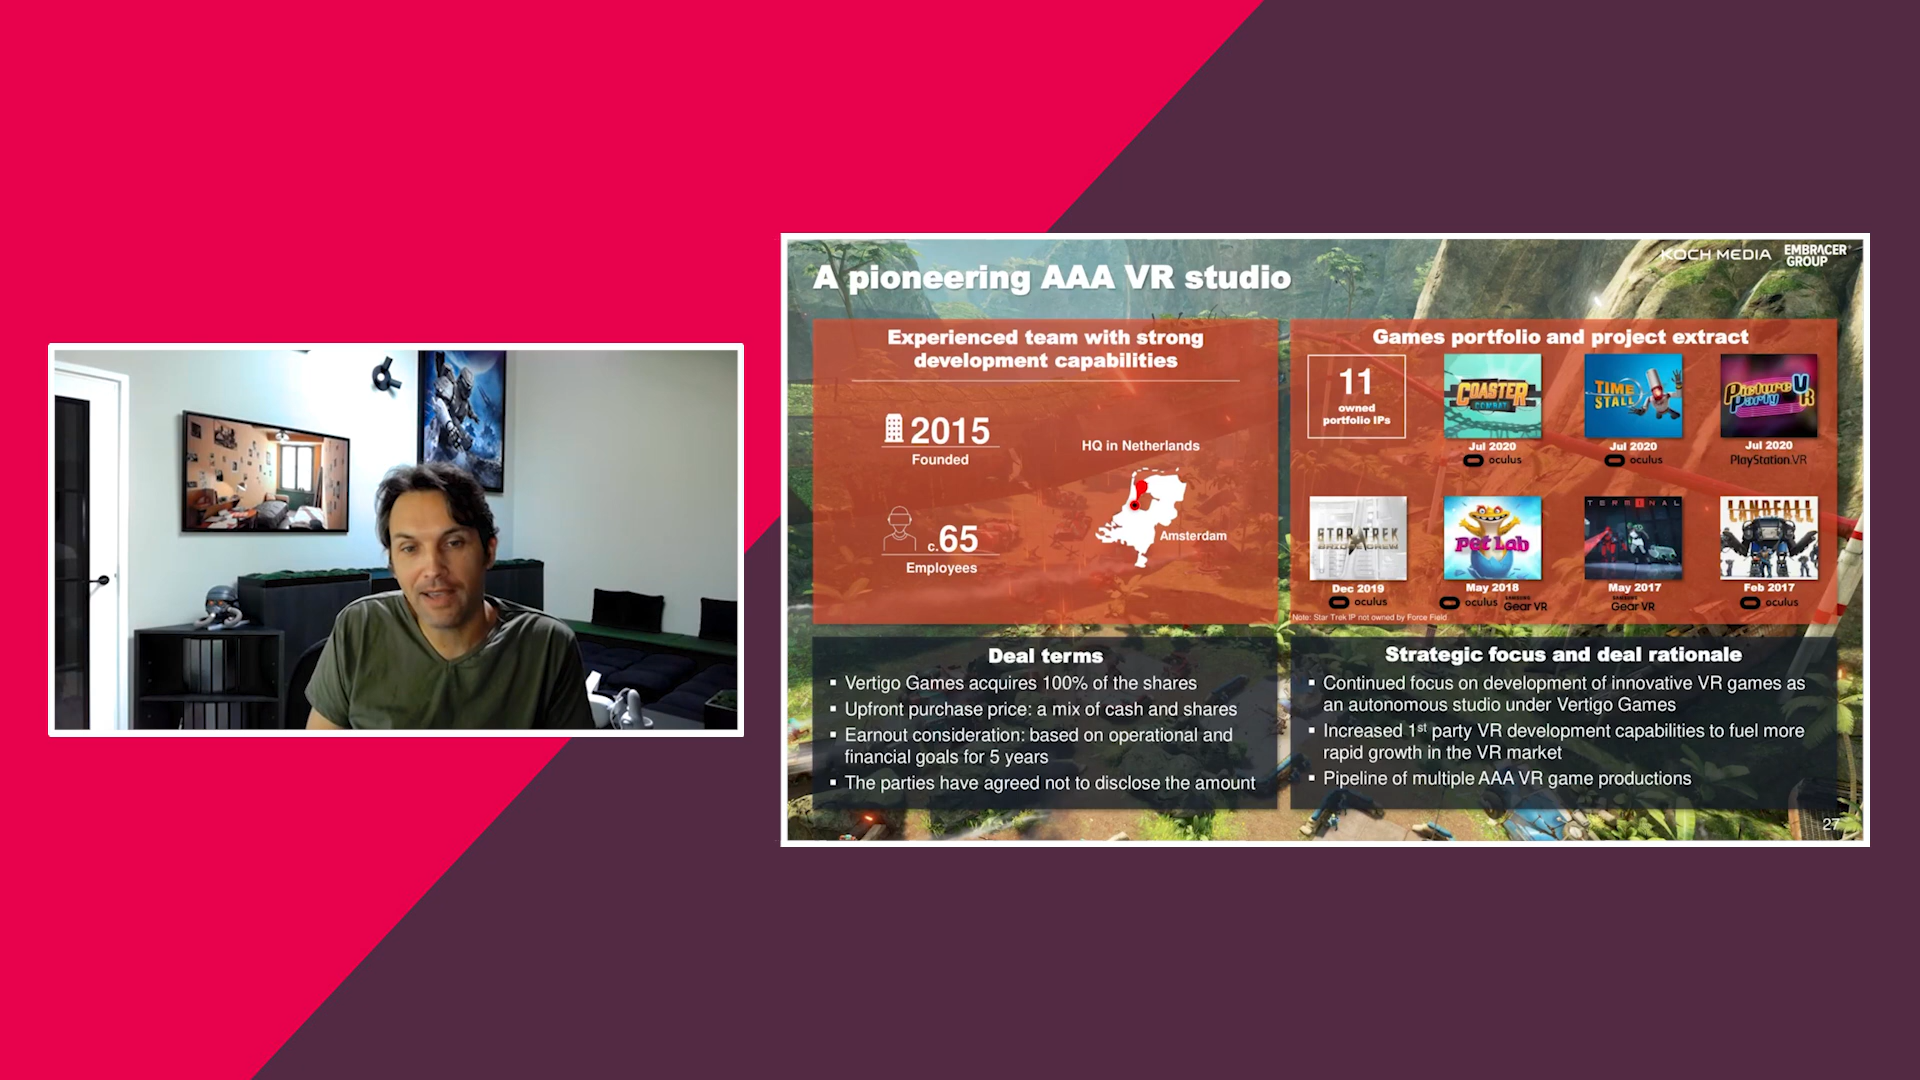 KOCH MEDIA
EMBRACER
GROUP
A pioneering AAA VR studio
Experienced team with strong
development capabilities
2015
Founded
HQ in Netherlands
c.65
Employees
Amsterdam
Games portfolio and project extract
11
owned
portfolio IPs
COASTER
COMBAT
Jul 2020
oculus
TIME
STALL
Jul 2020
oculus
Picture
Party
VR
Jul 2020
PlayStation.VR
STAR TREK
BRIDGE CREW
Dec 2019
oculus
pet Lab
May 2018
oculus
SAMSUNG
Gear VR
TERMINAL
May 2017
SAMSUNG
Gear VR
LANDFALL
Feb 2017
oculus
Note: Star Trek IP not owned by Force Field
Deal terms
▪ Vertigo Games acquires 100% of the shares
▪ Upfront purchase price: a mix of cash and shares
▪ Earnout consideration: based on operational and
financial goals for 5 years
▪ The parties have agreed not to disclose the amount
Strategic focus and deal rationale
▪ Continued focus on development of innovative VR games as
an autonomous studio under Vertigo Games
▪ Increased 1st party VR development capabilities to fuel more
rapid growth in the VR market
▪ Pipeline of multiple AAA VR game productions
27